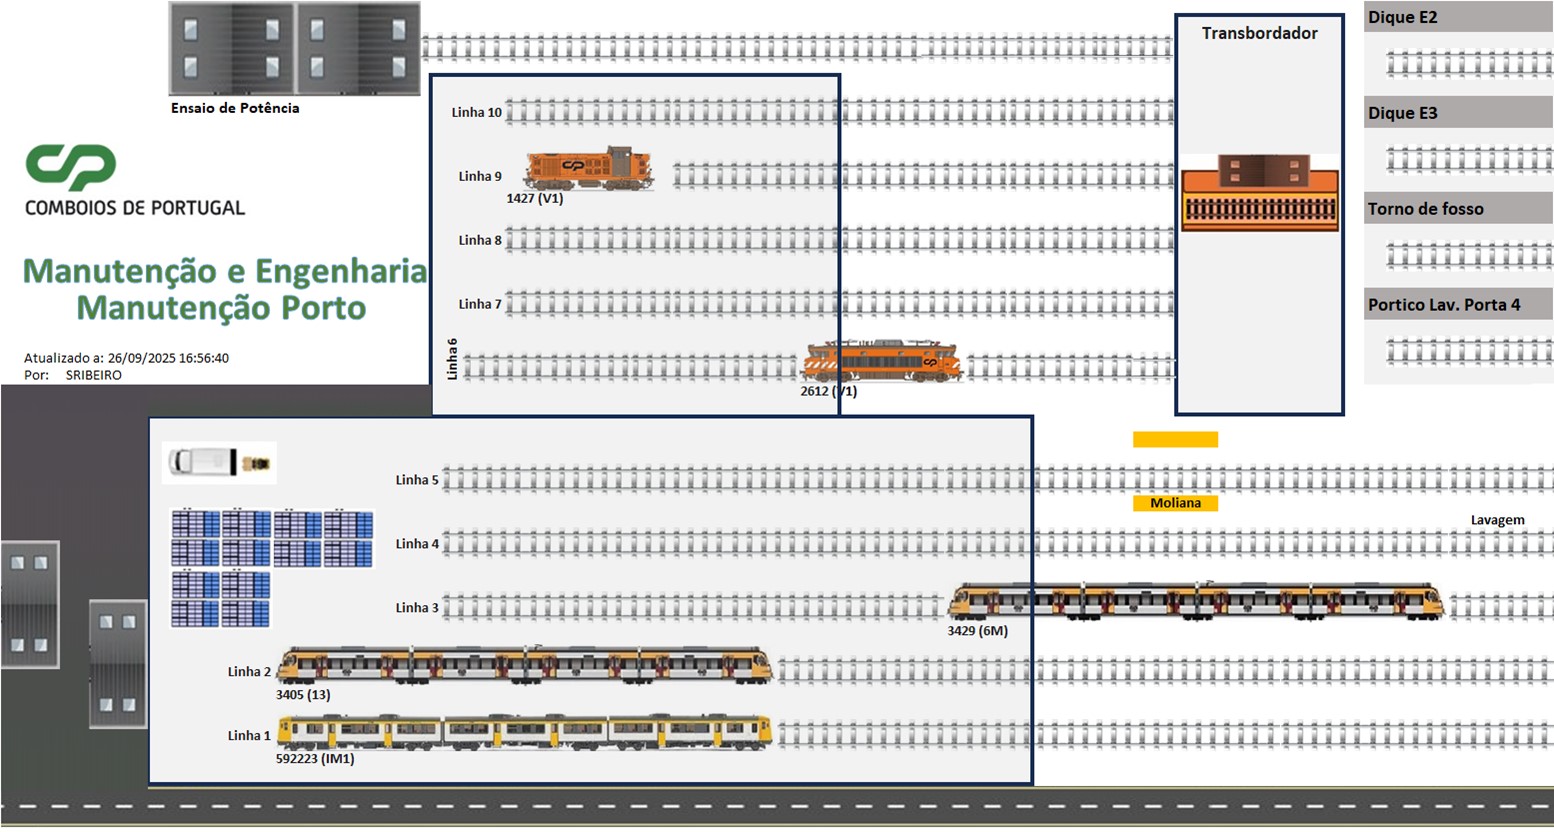 Ensaio de Potência
CP
COMBOIOS DE PORTUGAL
Manutenção e Engenharia
Manutenção Porto
Atualizado a: 26/09/2025 16:56:40
Por: SRIBEIRO
Linha 10
Linha 9
1427 (V1)
Linha 8
Linha 7
Linha 6
2612 (V1)
Transbordador
Dique E2
Dique E3
Torno de fosso
Portico Lav. Porta 4
Linha 5
Moliana
Lavagem
Linha 4
Linha 3
3429 (6M)
Linha 2
3405 (13)
Linha 1
592223 (IM1)